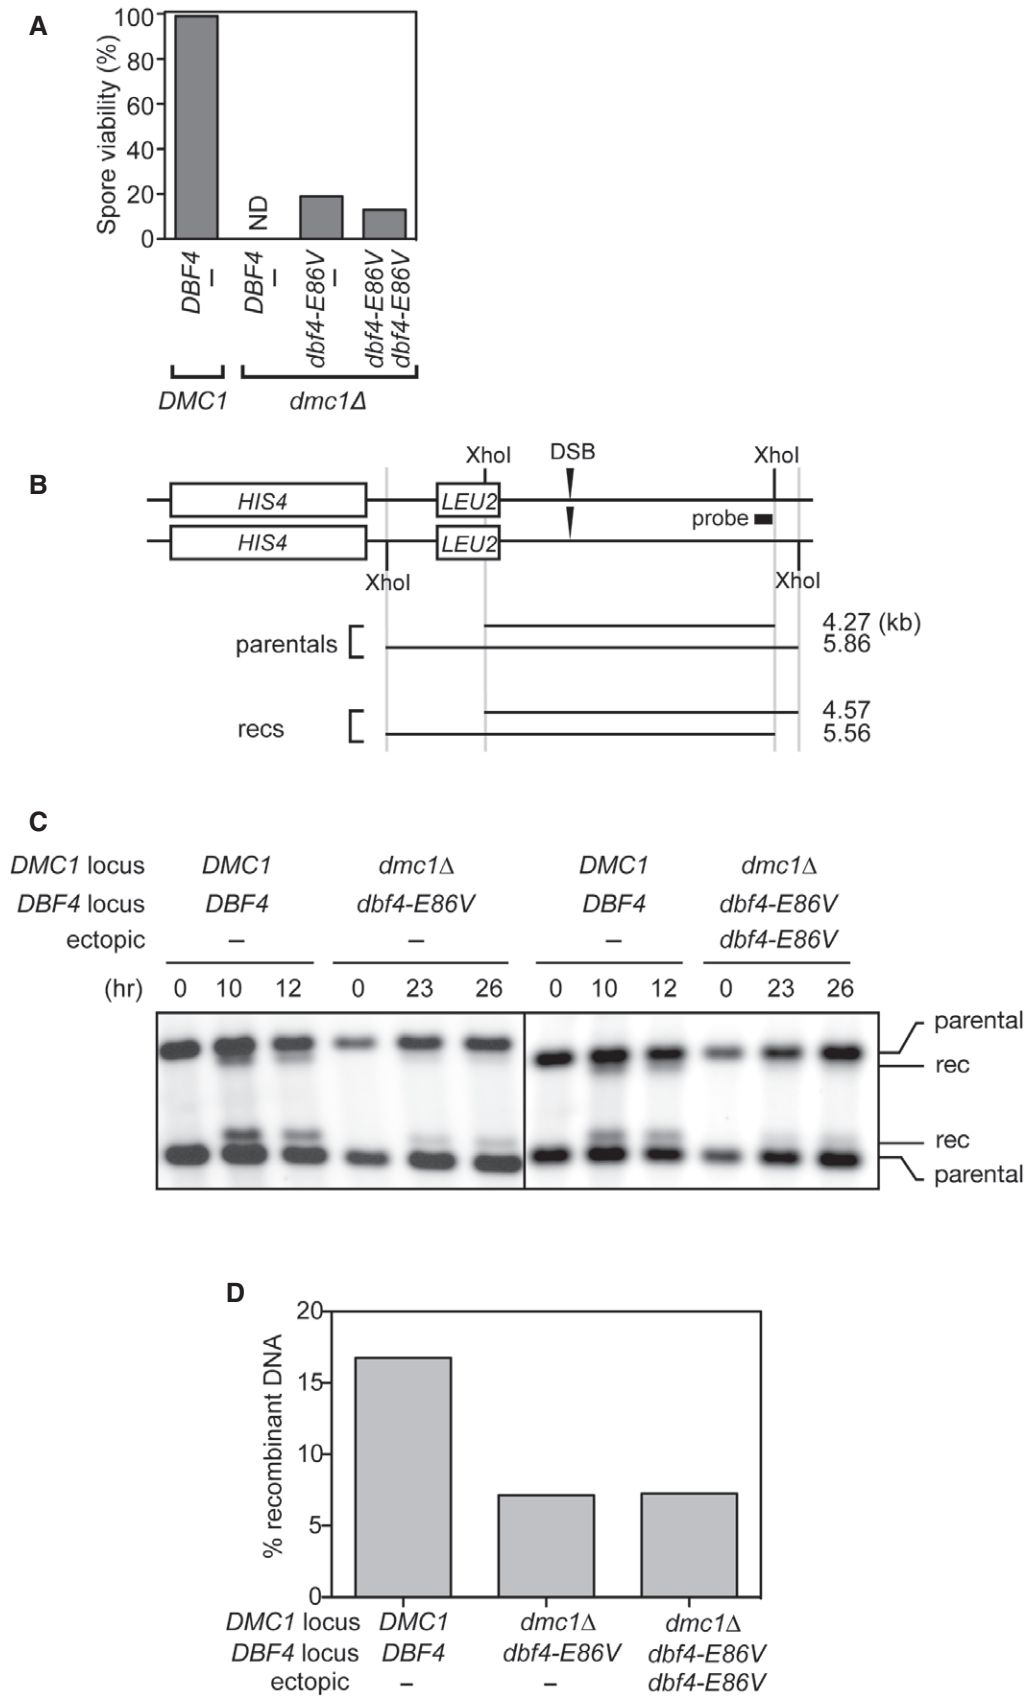 A
Spore viability (%)
100
80
60
40
20
0
ND
DBF4
–
DBF4
–
dbf4-E86V
–
dbf4-E86V
dbf4-E86V
DMC1
dmc1Δ
B
XhoI
DSB
XhoI
HIS4
LEU2
probe
HIS4
LEU2
XhoI
XhoI
parentals
4.27 (kb)
5.86
recs
4.57
5.56
C
DMC1 locus DMC1 dmc1Δ DMC1 dmc1Δ
DBF4 locus DBF4 dbf4-E86V DBF4 dbf4-E86V
ectopic – – – dbf4-E86V
(hr) 0 10 12 0 23 26 0 10 12 0 23 26
parental
rec
rec
parental
D
% recombinant DNA
20
15
10
5
0
DMC1 locus DMC1 dmc1Δ dmc1Δ
DBF4 locus DBF4 dbf4-E86V dbf4-E86V
ectopic – – dbf4-E86V